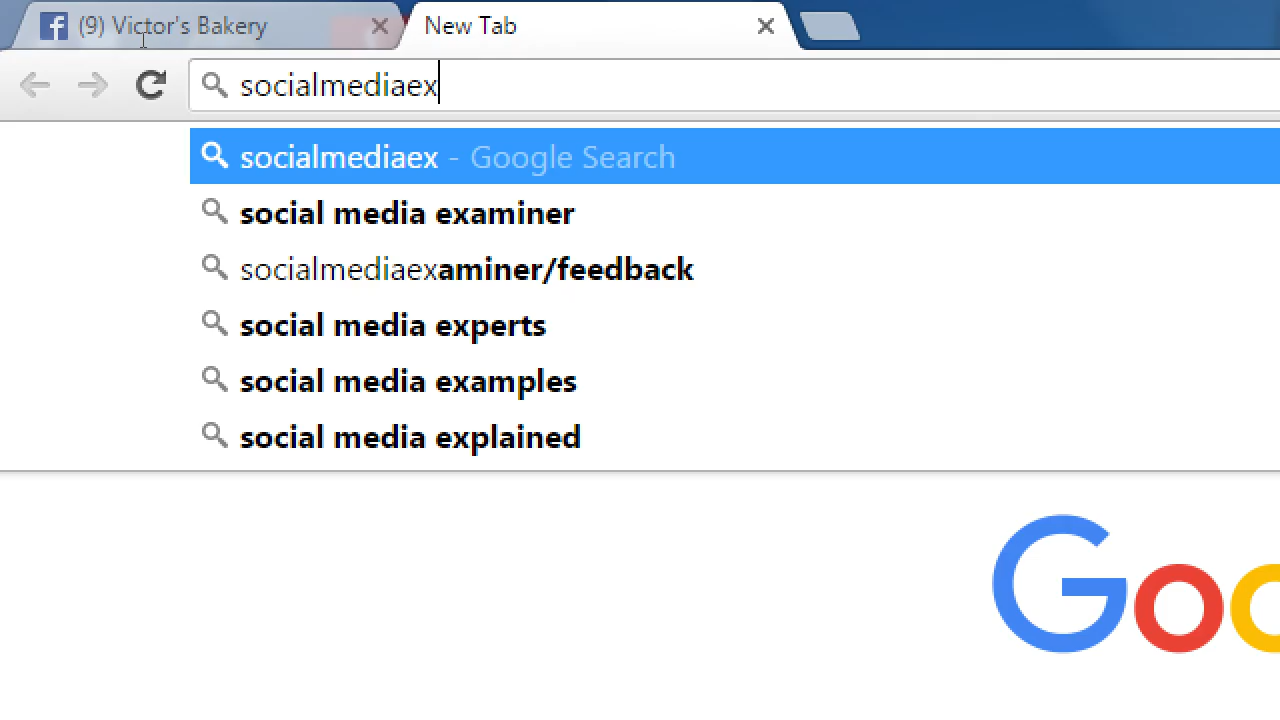 (9) Victor's Bakery
New Tab
socialmediaex
socialmediaex - Google Search
social media examiner
socialmediaexaminer/feedback
social media experts
social media examples
social media explained
Goo